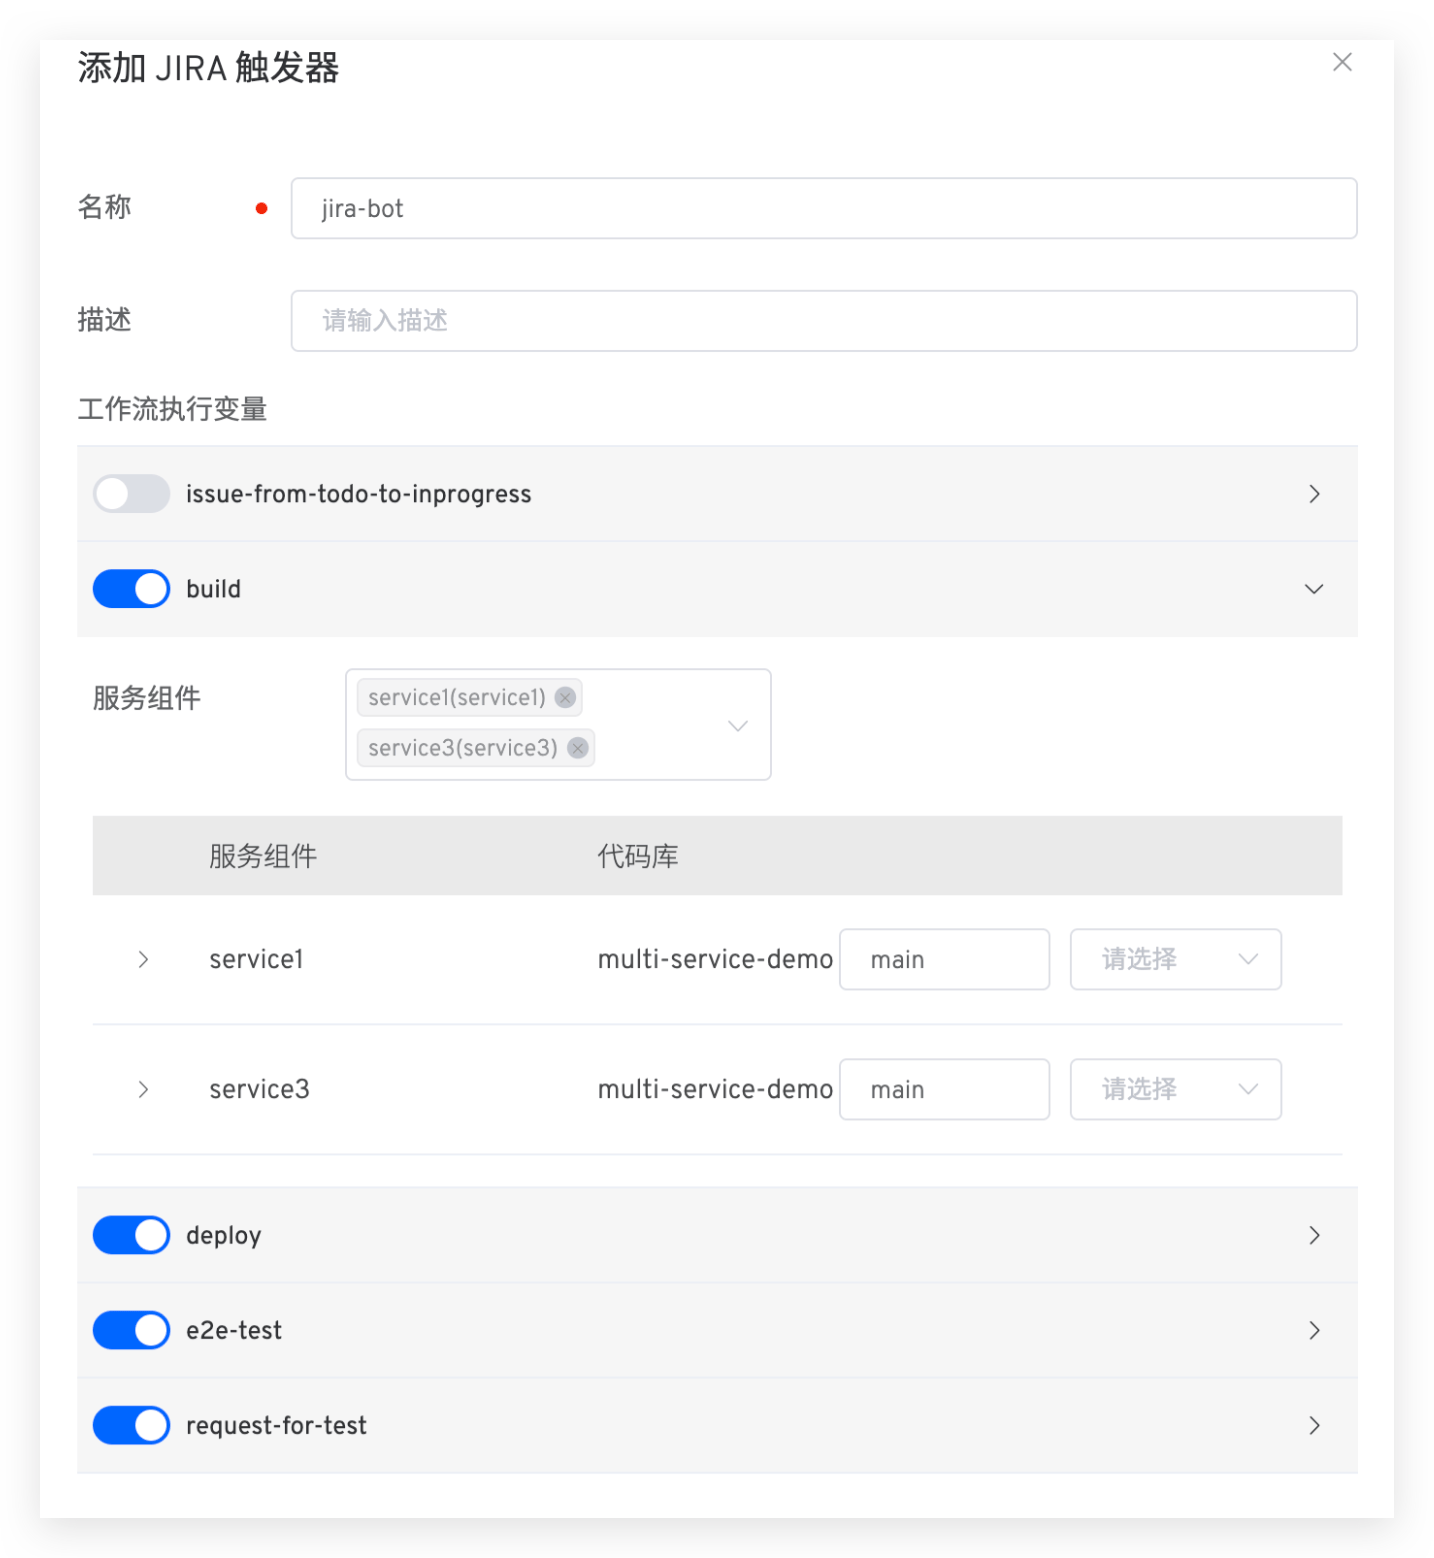 添加 JIRA 触发器
名称 jira-bot
描述 请输入描述
工作流执行变量
issue-from-todo-to-inprogress
build
服务组件 service1(service1)
service3(service3)
服务组件 代码库
service1 multi-service-demo main 请选择
service3 multi-service-demo main 请选择
deploy
e2e-test
request-for-test